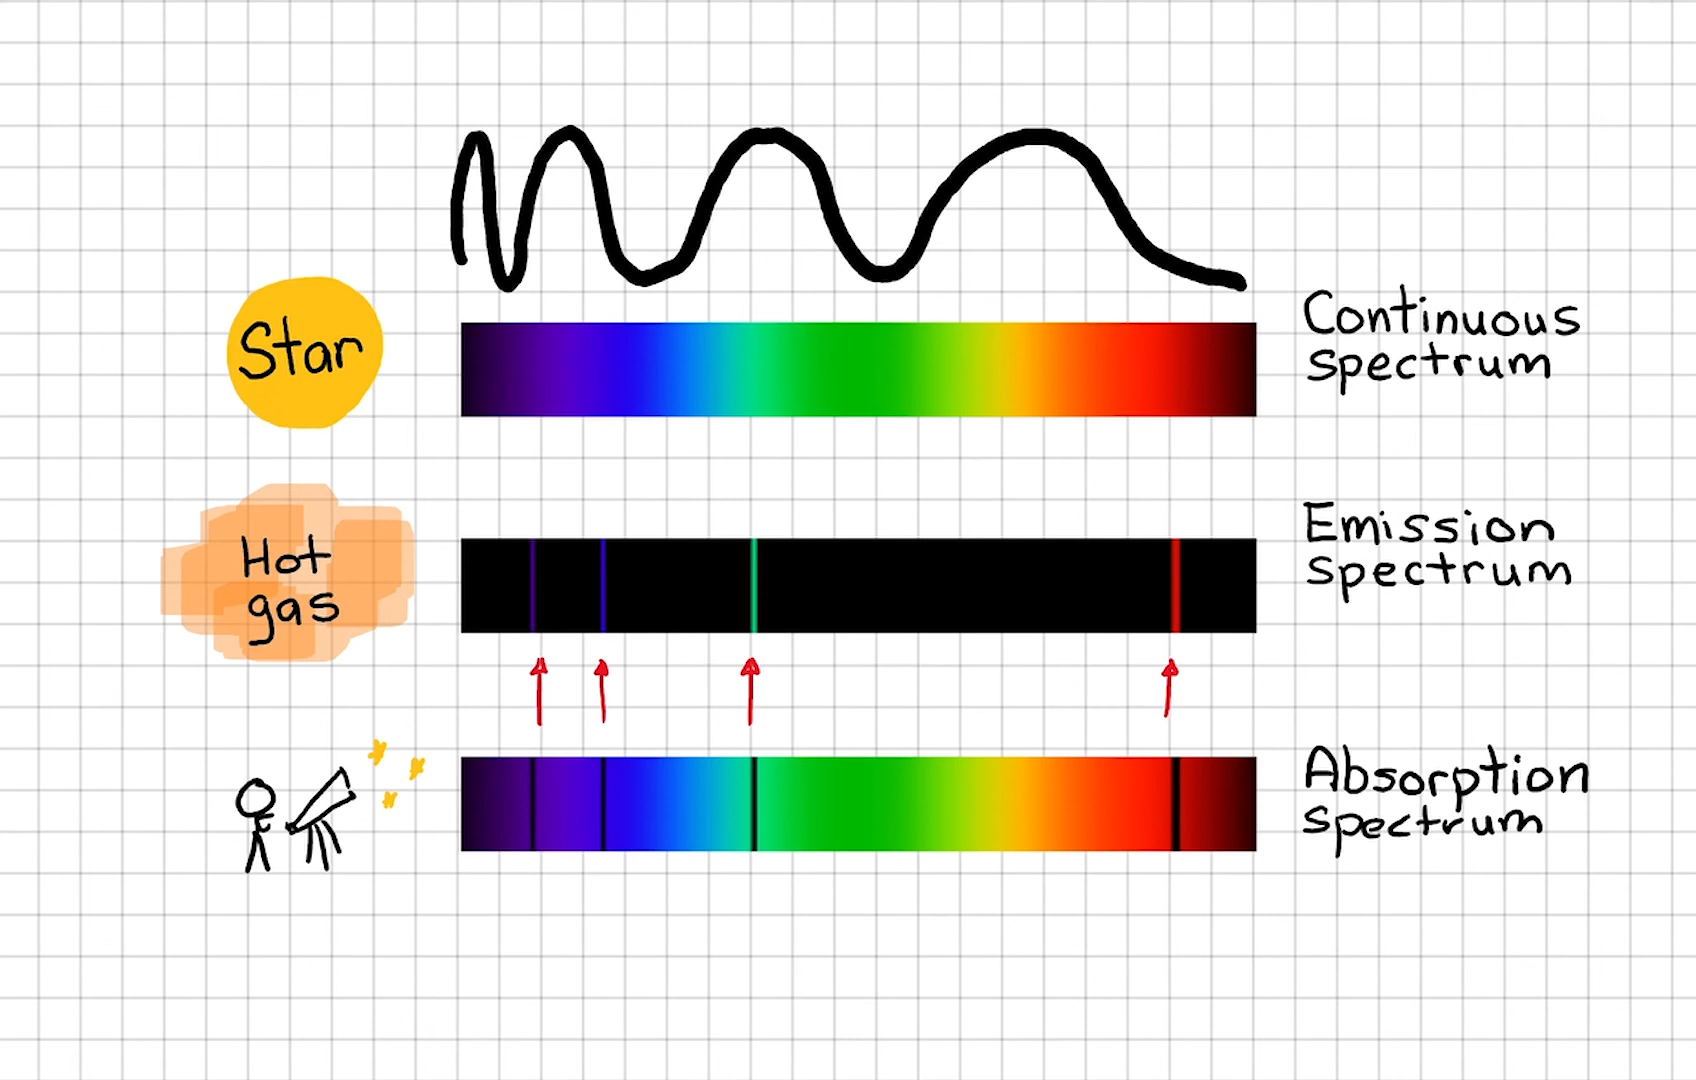 Star
Continuous
spectrum
Hot
gas
Emission
spectrum
Absorption
spectrum